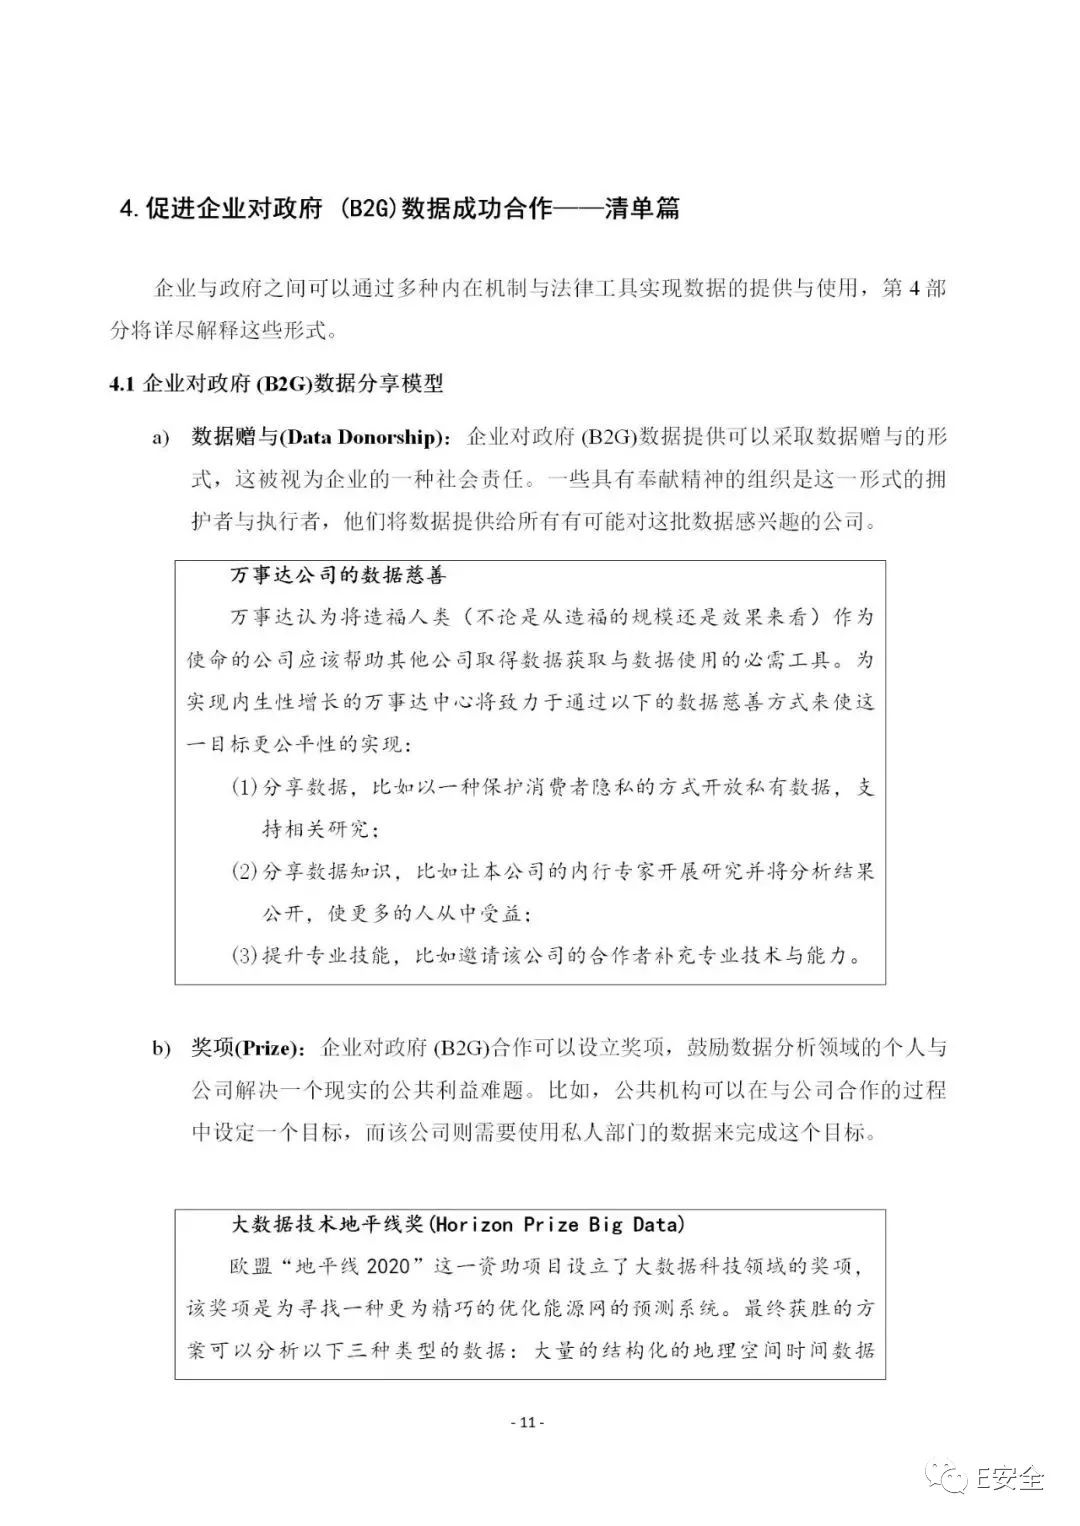 4.促进企业对政府 (B2G)数据成功合作——清单篇
企业与政府之间可以通过多种内在机制与法律工具实现数据的提供与使用，第 4 部
分将详尽解释这些形式。
4.1 企业对政府 (B2G)数据分享模型
a) 数据赠与(Data Donorship)：企业对政府 (B2G)数据提供可以采取数据赠与的形
式，这被视为企业的一种社会责任。一些具有奉献精神的组织是这一形式的拥
护者与执行者，他们将数据提供给所有有可能对这批数据感兴趣的公司。
万事达公司的数据慈善
万事达认为将造福人类（不论是从造福的规模还是效果来看）作为
使命的公司应该帮助其他公司取得数据获取与数据使用的必需工具。为
实现内生性增长的万事达中心将致力于通过以下的数据慈善方式来使这
一目标更公平性的实现：
(1)分享数据，比如以一种保护消费者隐私的方式开放私有数据，支
持相关研究；
(2)分享数据知识，比如让本公司的内行专家开展研究并将分析结果
公开，使更多的人从中受益；
(3)提升专业技能，比如邀请该公司的合作者补充专业技术与能力。
b) 奖项(Prize)：企业对政府 (B2G)合作可以设立奖项，鼓励数据分析领域的个人与
公司解决一个现实的公共利益难题。比如，公共机构可以在与公司合作的过程
中设定一个目标，而该公司则需要使用私人部门的数据来完成这个目标。
大数据技术地平线奖(Horizon Prize Big Data)
欧盟“地平线 2020”这一资助项目设立了大数据科技领域的奖项，
该奖项是为寻找一种更为精巧的优化能源网的预测系统。最终获胜的方
案可以分析以下三种类型的数据：大量的结构化的地理空间时间数据
- 11 -
E安全